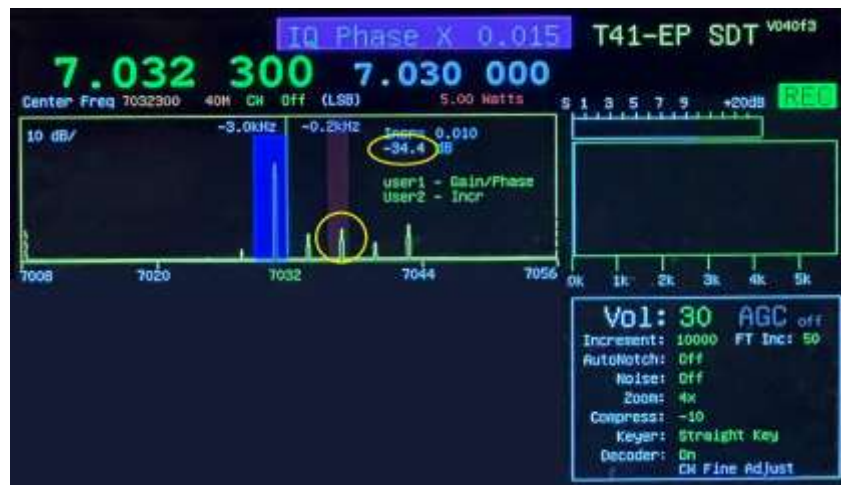 IQ Phase X 0.015
T41-EP SDT V040f3
7.032 300 7.030 000
Center Freq 7032300 40M CW Off (LSB) 5.00 Watts
S 1 3 5 7 9 +20dB REC
10 dB/ -3.0kHz -0.2kHz Incr= 0.010
-34.4 dB
user1 - Gain/Phase
User2 - Incr
7008 7020 7032 7044 7056
0k 1k 2k 3k 4k 5k
Vol: 30 AGC off
Increment: 10000 FT Inc: 50
AutoNotch: Off
Noise: Off
Zoom: 4x
Compress: -10
Keyer: Straight Key
Decoder: On
CW Fine Adjust